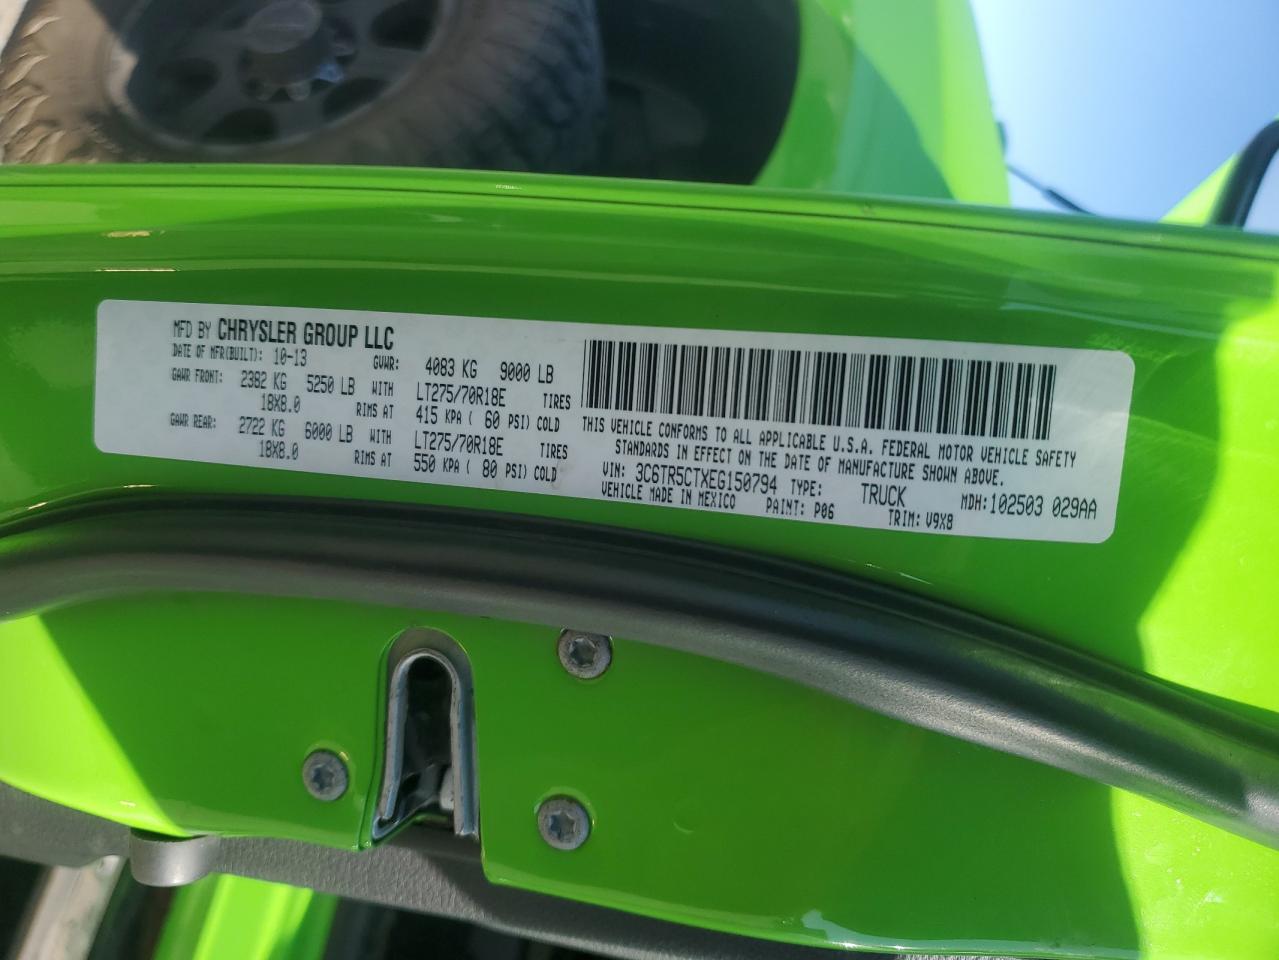 MFD BY CHRYSLER GROUP LLC
DATE OF MFR(BUILT): 10-13 GVWR: 4083 KG 9000 LB
GAWR FRONT: 2382 KG 5250 LB WITH LT275/70R18E TIRES
18X8.0 RIMS AT 415 KPA ( 60 PSI) COLD
GAWR REAR: 2722 KG 6000 LB WITH LT275/70R18E TIRES
18X8.0 RIMS AT 550 KPA ( 80 PSI) COLD
THIS VEHICLE CONFORMS TO ALL APPLICABLE U.S.A. FEDERAL MOTOR VEHICLE SAFETY
STANDARDS IN EFFECT ON THE DATE OF MANUFACTURE SHOWN ABOVE.
VIN: 3C6TR5CTXEG150794 TYPE: TRUCK MDH:102503 029AA
VEHICLE MADE IN MEXICO PAINT: P06 TRIM: V9X8